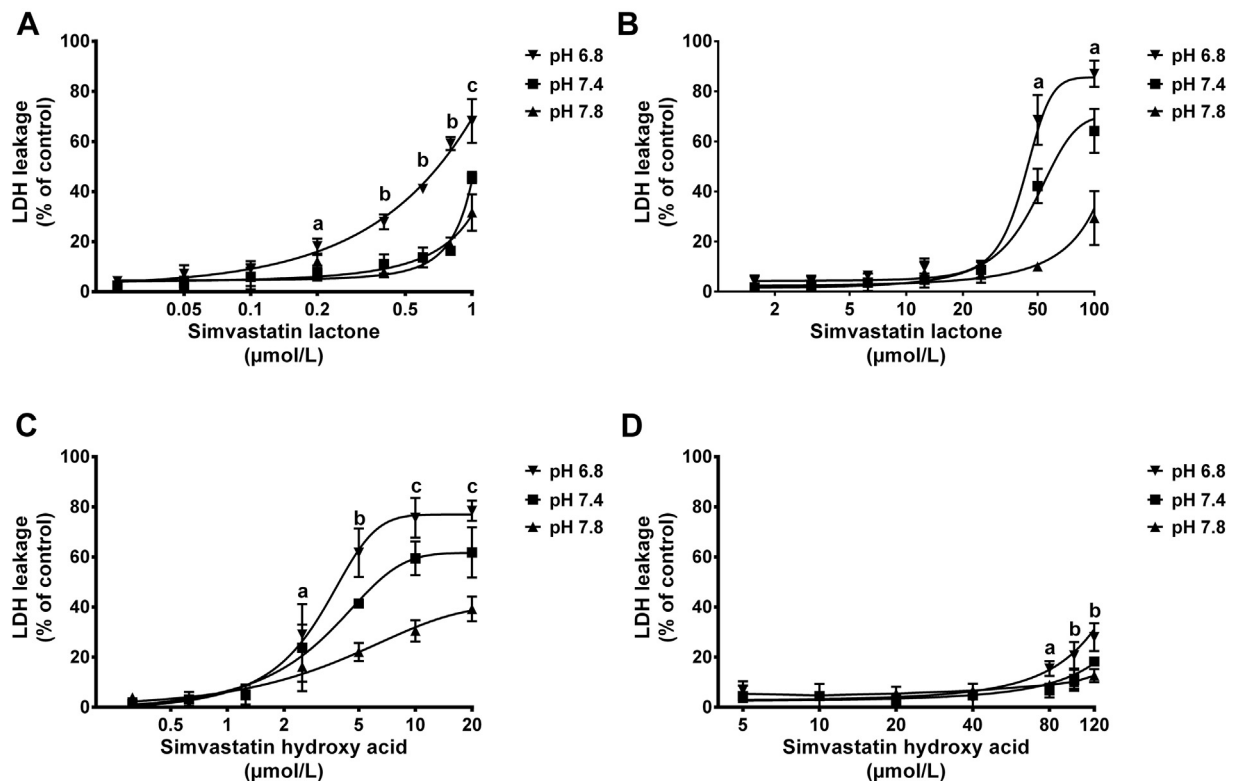 A
100
80
60
40
20
0
LDH leakage
(% of control)
a
b
b
b
c
pH 6.8
pH 7.4
pH 7.8
0.05 0.1 0.2 0.5 1
Simvastatin lactone
(µmol/L)
B
100
80
60
40
20
0
LDH leakage
(% of control)
a
a
pH 6.8
pH 7.4
pH 7.8
2 5 10 20 50 100
Simvastatin lactone
(µmol/L)
C
100
80
60
40
20
0
LDH leakage
(% of control)
a
b
c
c
pH 6.8
pH 7.4
pH 7.8
0.5 1 2 5 10 20
Simvastatin hydroxy acid
(µmol/L)
D
100
80
60
40
20
0
LDH leakage
(% of control)
a
b
b
pH 6.8
pH 7.4
pH 7.8
5 10 20 40 80 120
Simvastatin hydroxy acid
(µmol/L)